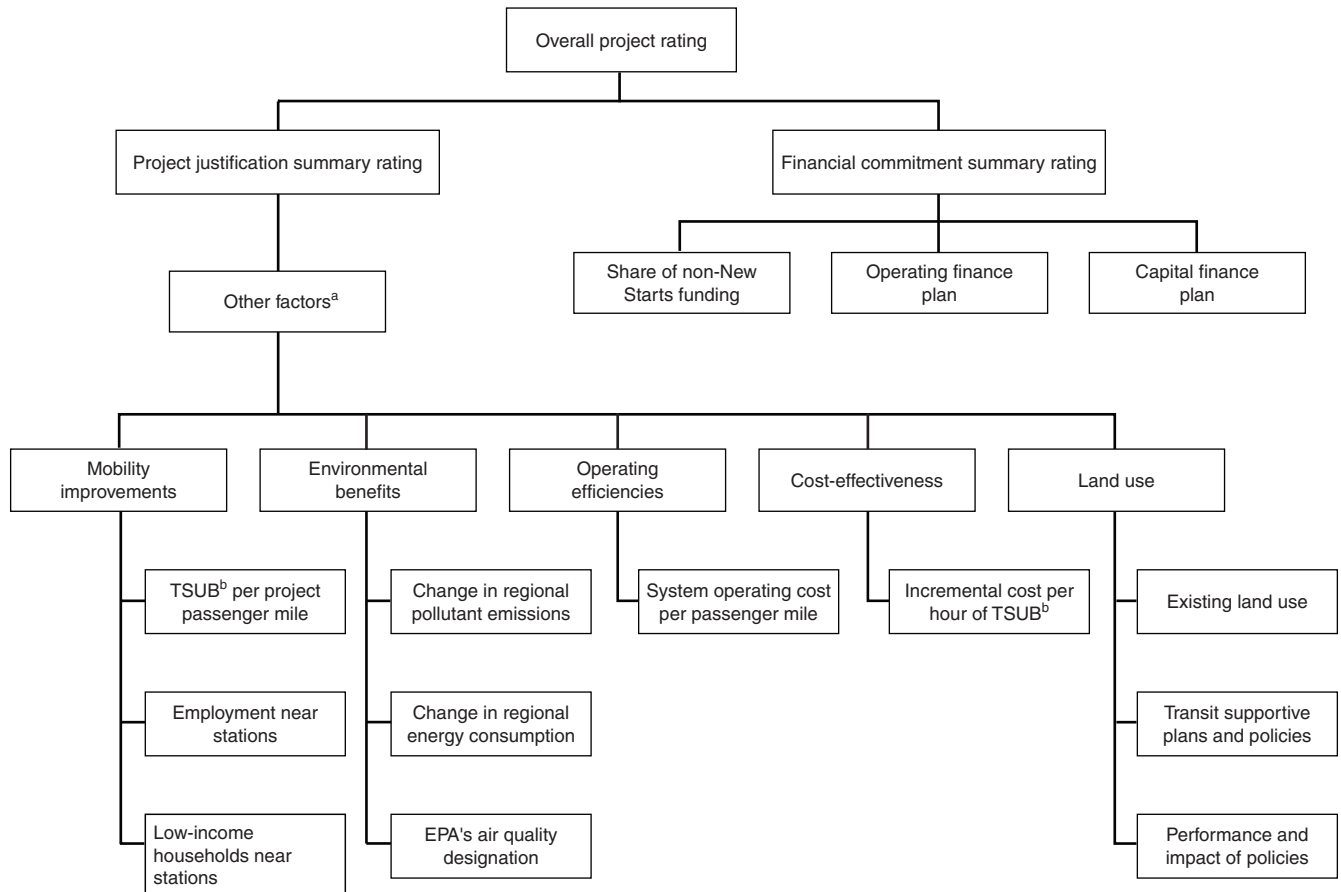 Overall project rating
Project justification summary rating
Financial commitment summary rating
Share of non-New
Starts funding
Operating finance
plan
Capital finance
plan
Other factorsᵃ
Mobility
improvements
Environmental
benefits
Operating
efficiencies
Cost-effectiveness
Land use
TSUBᵇ per project
passenger mile
Change in regional
pollutant emissions
System operating cost
per passenger mile
Incremental cost per
hour of TSUBᵇ
Existing land use
Employment near
stations
Change in regional
energy consumption
Transit supportive
plans and policies
Low-income
households near
stations
EPA's air quality
designation
Performance and
impact of policies